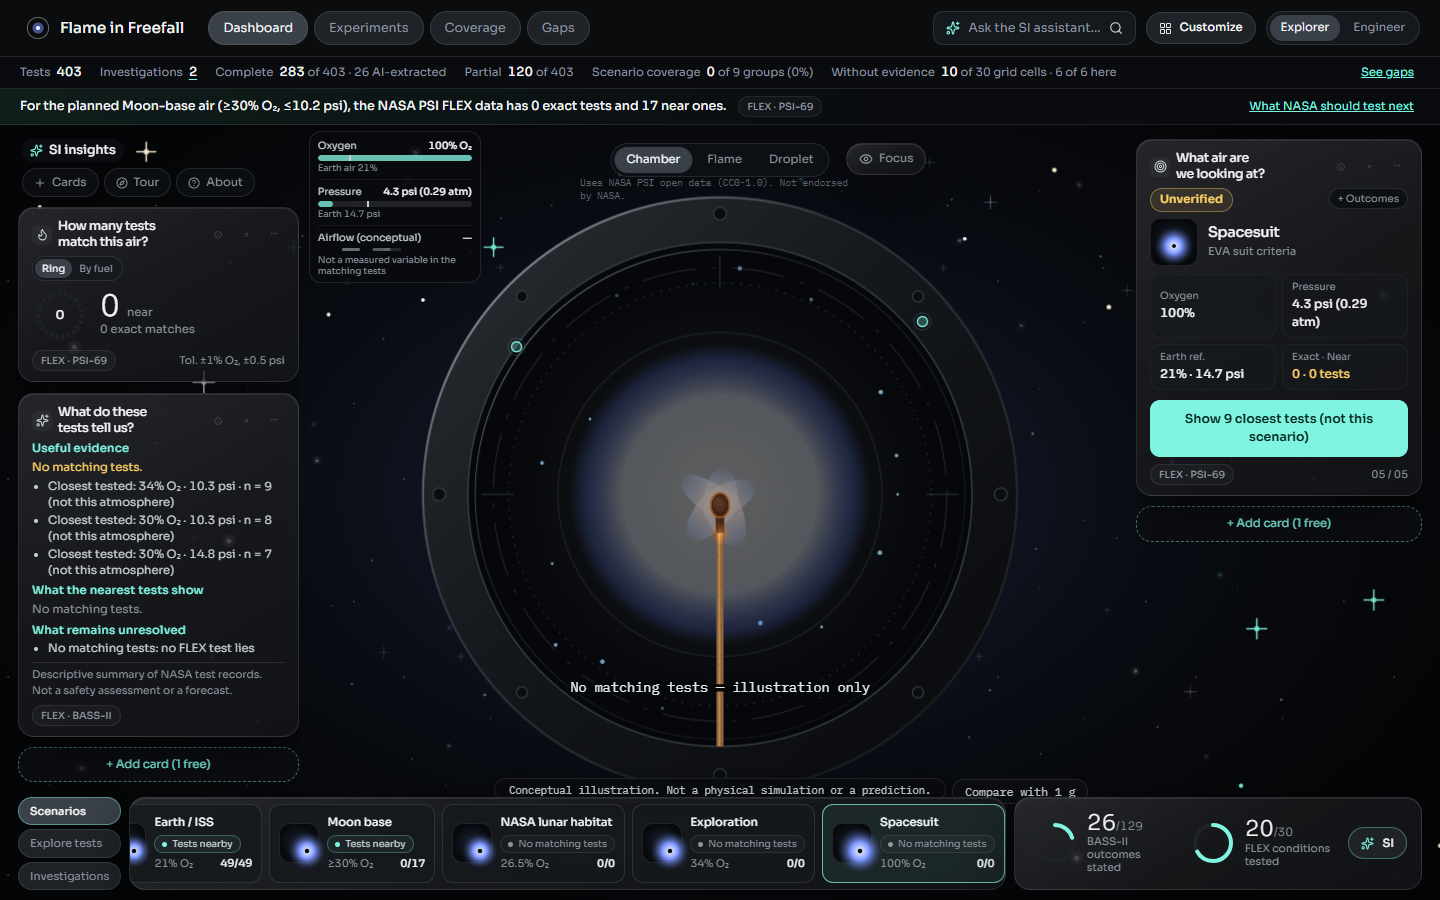 Flame in Freefall
Dashboard
Experiments
Coverage
Gaps
Ask the SI assistant...
Customize
Explorer
Engineer
Tests 403
Investigations 2
Complete 283 of 403 · 26 AI-extracted
Partial 120 of 403
Scenario coverage 0 of 9 groups (0%)
Without evidence 10 of 30 grid cells · 6 of 6 here
See gaps
For the planned Moon-base air (≥30% O₂, ≤10.2 psi), the NASA PSI FLEX data has 0 exact tests and 17 near ones.
FLEX · PSI-69
What NASA should test next
SI insights
+ Cards
Tour
About
How many tests
match this air?
Ring
By fuel
0
0 near
0 exact matches
FLEX · PSI-69
Tol. ±1% O₂, ±0.5 psi
What do these
tests tell us?
Useful evidence
No matching tests.
• Closest tested: 34% O₂ · 10.3 psi · n = 9
(not this atmosphere)
• Closest tested: 30% O₂ · 10.3 psi · n = 8
(not this atmosphere)
• Closest tested: 30% O₂ · 14.8 psi · n = 7
(not this atmosphere)
What the nearest tests show
No matching tests.
What remains unresolved
• No matching tests: no FLEX test lies
Descriptive summary of NASA test records.
Not a safety assessment or a forecast.
FLEX · BASS-II
+ Add card (1 free)
Oxygen 100% O₂
Earth air 21%
Pressure 4.3 psi (0.29 atm)
Earth 14.7 psi
Airflow (conceptual) —
Not a measured variable in the
matching tests
Chamber
Flame
Droplet
Focus
Uses NASA PSI open data (CC0-1.0). Not endorsed
by NASA.
No matching tests — illustration only
Conceptual illustration. Not a physical simulation or a prediction.
Compare with 1 g
What air are
we looking at?
Unverified
+ Outcomes
Spacesuit
EVA suit criteria
Oxygen
100%
Pressure
4.3 psi (0.29
atm)
Earth ref.
21% · 14.7 psi
Exact · Near
0 · 0 tests
Show 9 closest tests (not this
scenario)
FLEX · PSI-69
05 / 05
+ Add card (1 free)
Scenarios
Explore tests
Investigations
Earth / ISS
Tests nearby
21% O₂ 49/49
Moon base
Tests nearby
≥30% O₂ 0/17
NASA lunar habitat
No matching tests
26.5% O₂ 0/0
Exploration
No matching tests
34% O₂ 0/0
Spacesuit
No matching tests
100% O₂ 0/0
26/129
BASS-II
outcomes
stated
20/30
FLEX conditions
tested
SI